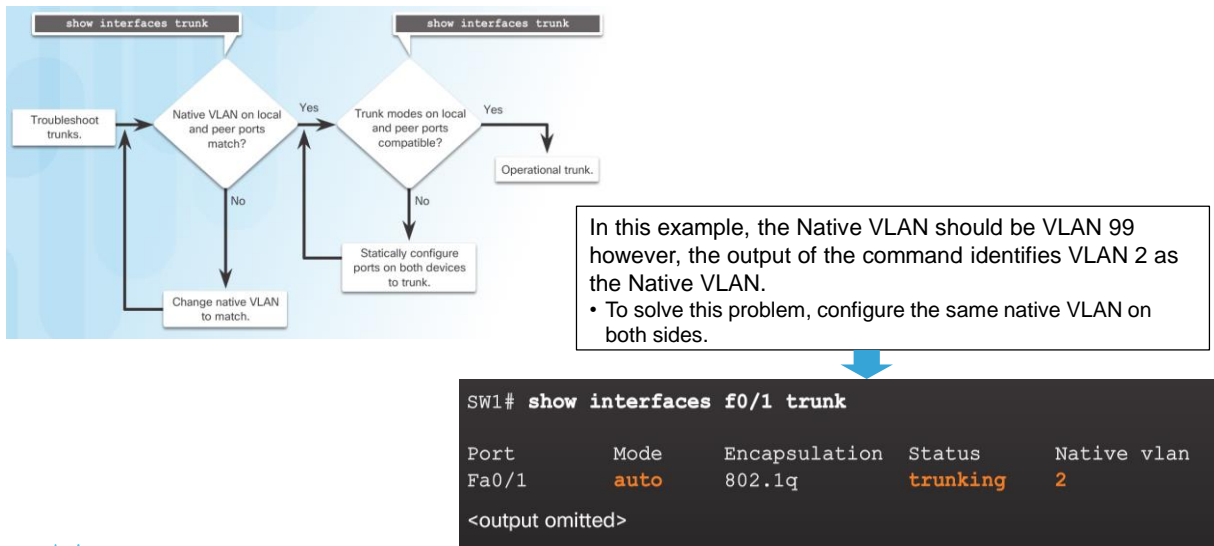 show interfaces trunk
show interfaces trunk
Troubleshoot
trunks.
Native VLAN on local
and peer ports
match?
Yes
Trunk modes on local
and peer ports
compatible?
Yes
Operational trunk.
No
No
Statically configure
ports on both devices
to trunk.
Change native VLAN
to match.
In this example, the Native VLAN should be VLAN 99
however, the output of the command identifies VLAN 2 as
the Native VLAN.
• To solve this problem, configure the same native VLAN on
both sides.
SW1# show interfaces f0/1 trunk
Port Mode Encapsulation Status Native vlan
Fa0/1 auto 802.1q trunking 2
<output omitted>